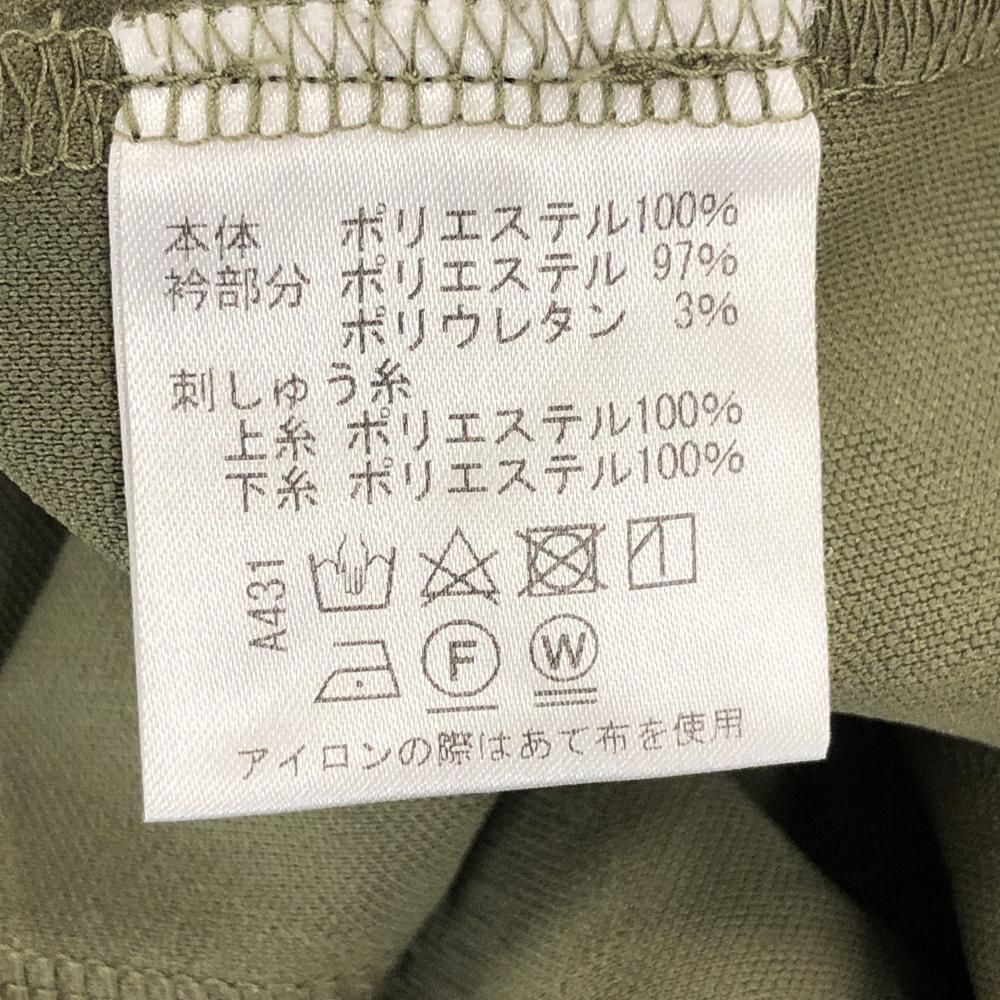 本体 ポリエステル100%
衿部分 ポリエステル 97%
ポリウレタン 3%
刺しゅう糸
上糸 ポリエステル100%
下糸 ポリエステル100%
A431
F W
アイロンの際はあて布を使用